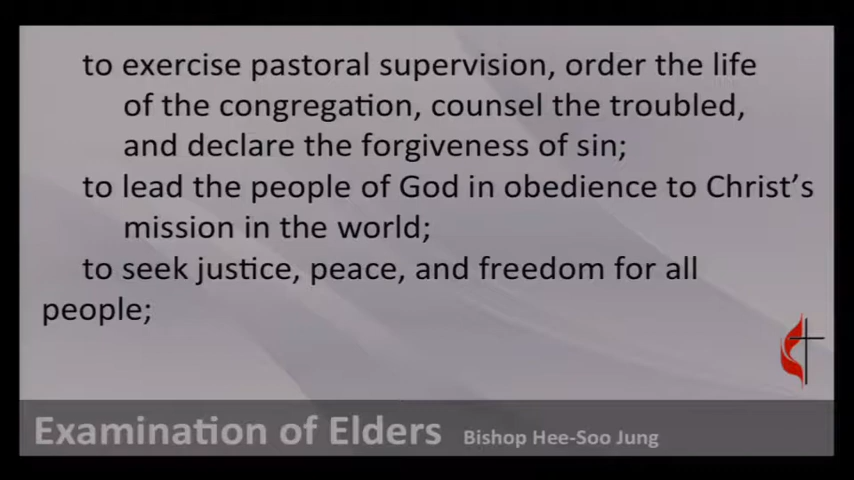 to exercise pastoral supervision, order the life
of the congregation, counsel the troubled,
and declare the forgiveness of sin;
to lead the people of God in obedience to Christ’s
mission in the world;
to seek justice, peace, and freedom for all
people;
Examination of Elders Bishop Hee-Soo Jung